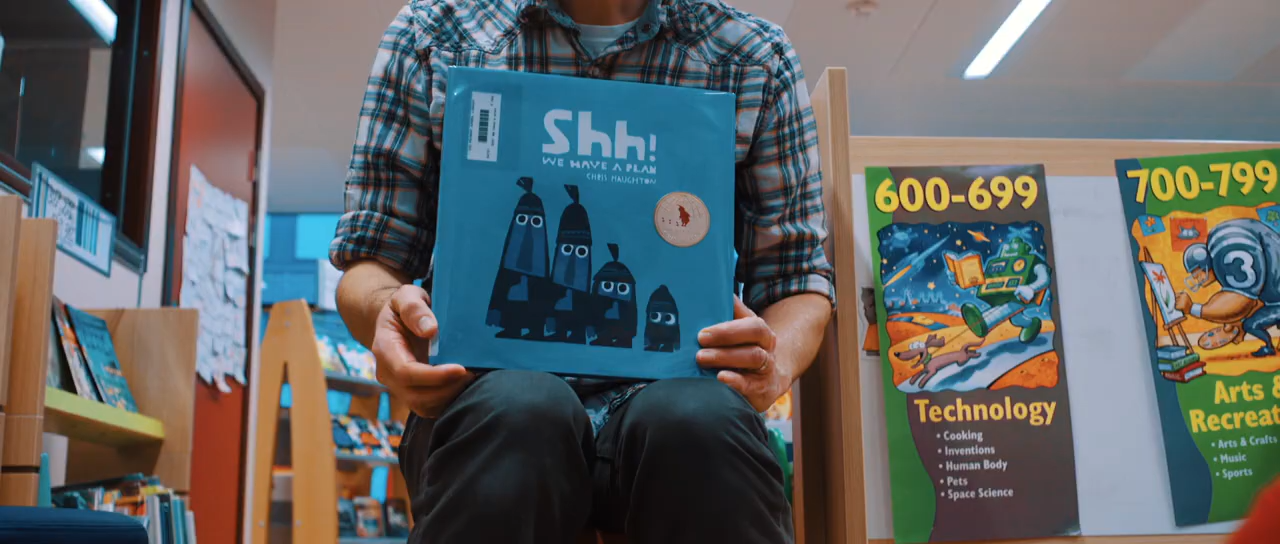 Shh!
WE HAVE A PLAN
CHRIS HAUGHTON
600-699
Technology
• Cooking
• Inventions
• Human Body
• Pets
• Space Science
700-799
3
Arts &
Recreat
• Arts & Crafts
• Music
• Sports